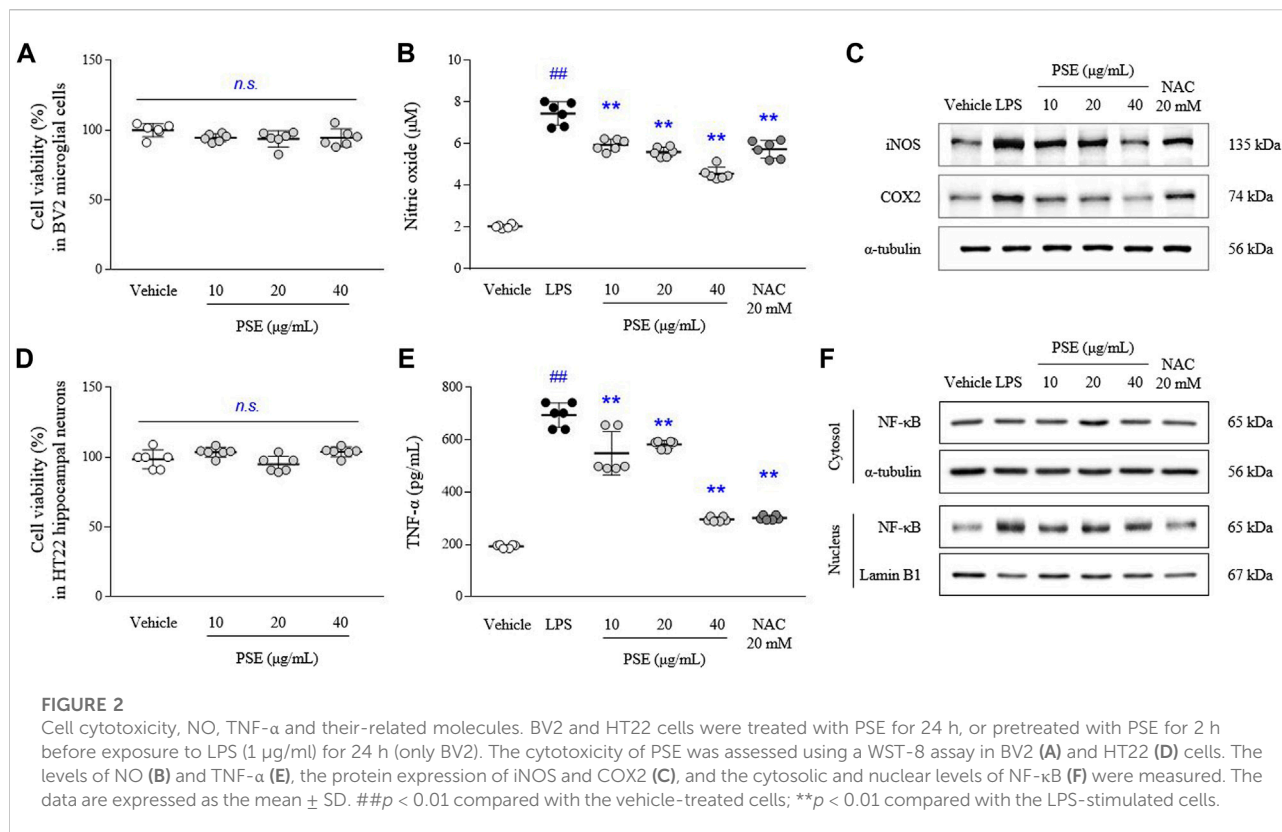 A
Cell viability (%)
in BV2 microglial cells
150
100
50
0
n.s.
Vehicle 10 20 40
PSE (μg/mL)
B
Nitric oxide (μM)
10
8
6
4
2
0
##
**
**
**
**
Vehicle LPS 10 20 40 NAC
20 mM
PSE (μg/mL)
C
PSE (μg/mL)
NAC
Vehicle LPS 10 20 40 20 mM
iNOS 135 kDa
COX2 74 kDa
α-tubulin 56 kDa
D
Cell viability (%)
in HT22 hippocampal neurons
150
100
50
0
n.s.
Vehicle 10 20 40
PSE (μg/mL)
E
TNF-α (pg/mL)
800
600
400
200
0
##
**
**
**
**
Vehicle LPS 10 20 40 NAC
20 mM
PSE (μg/mL)
F
PSE (μg/mL)
NAC
Vehicle LPS 10 20 40 20 mM
Cytosol
NF-κB 65 kDa
α-tubulin 56 kDa
Nucleus
NF-κB 65 kDa
Lamin B1 67 kDa
FIGURE 2
Cell cytotoxicity, NO, TNF-α and their-related molecules. BV2 and HT22 cells were treated with PSE for 24 h, or pretreated with PSE for 2 h
before exposure to LPS (1 μg/ml) for 24 h (only BV2). The cytotoxicity of PSE was assessed using a WST-8 assay in BV2 (A) and HT22 (D) cells. The
levels of NO (B) and TNF-α (E), the protein expression of iNOS and COX2 (C), and the cytosolic and nuclear levels of NF-κB (F) were measured. The
data are expressed as the mean ± SD. ##p < 0.01 compared with the vehicle-treated cells; **p < 0.01 compared with the LPS-stimulated cells.